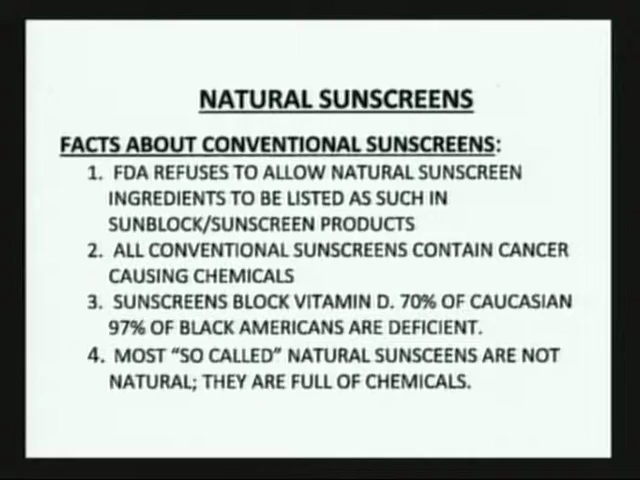 NATURAL SUNSCREENS
FACTS ABOUT CONVENTIONAL SUNSCREENS:
1. FDA REFUSES TO ALLOW NATURAL SUNSCREEN
INGREDIENTS TO BE LISTED AS SUCH IN
SUNBLOCK/SUNSCREEN PRODUCTS
2. ALL CONVENTIONAL SUNSCREENS CONTAIN CANCER
CAUSING CHEMICALS
3. SUNSCREENS BLOCK VITAMIN D. 70% OF CAUCASIAN
97% OF BLACK AMERICANS ARE DEFICIENT.
4. MOST “SO CALLED” NATURAL SUNSCEENS ARE NOT
NATURAL; THEY ARE FULL OF CHEMICALS.